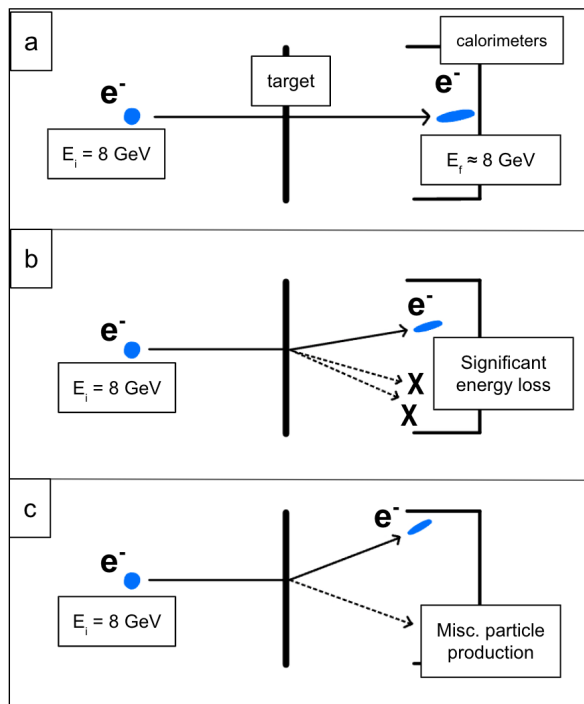 a
calorimeters
target
e⁻
e⁻
Eᵢ = 8 GeV
E_f ≈ 8 GeV
b
e⁻
e⁻
Eᵢ = 8 GeV
Significant
energy loss
X
X
c
e⁻
e⁻
Eᵢ = 8 GeV
Misc. particle
production